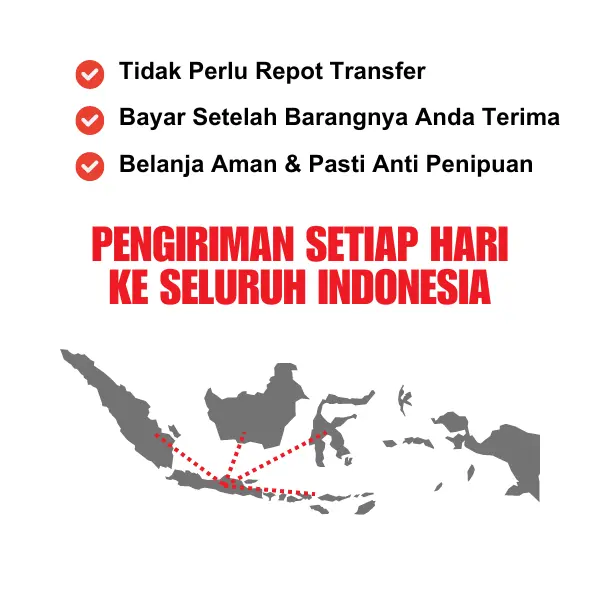 Tidak Perlu Repot Transfer
Bayar Setelah Barangnya Anda Terima
Belanja Aman & Pasti Anti Penipuan
PENGIRIMAN SETIAP HARI
KE SELURUH INDONESIA